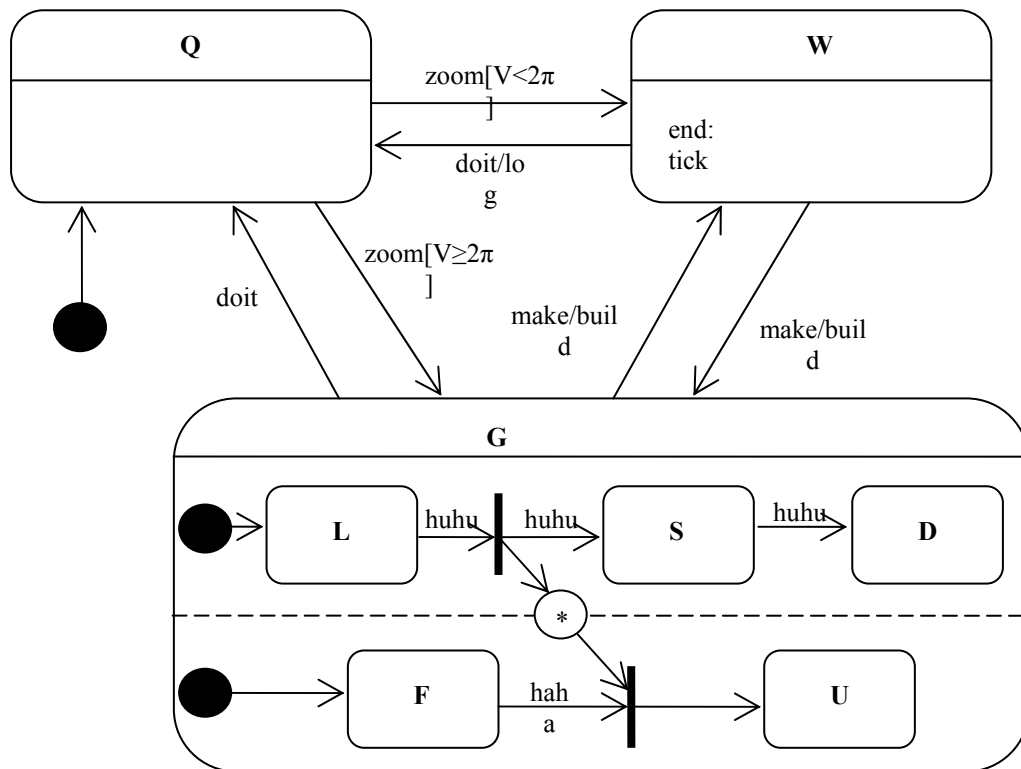 Q
W
zoom[V<2π
]
end:
tick
doit/lo
g
zoom[V≥2π
]
doit
make/buil
d
make/buil
d
G
L
huhu
huhu
S
huhu
D
*
F
hah
a
U